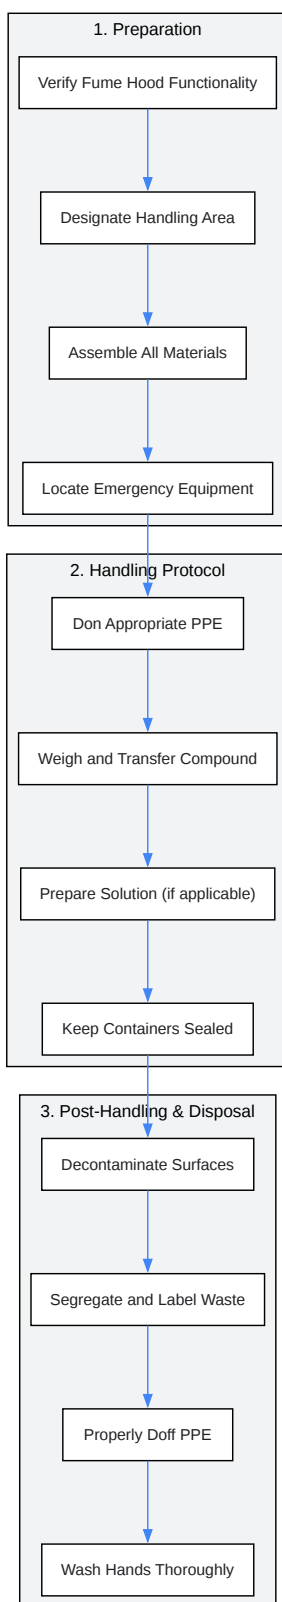 1. Preparation
Verify Fume Hood Functionality
Designate Handling Area
Assemble All Materials
Locate Emergency Equipment
2. Handling Protocol
Don Appropriate PPE
Weigh and Transfer Compound
Prepare Solution (if applicable)
Keep Containers Sealed
3. Post-Handling & Disposal
Decontaminate Surfaces
Segregate and Label Waste
Properly Doff PPE
Wash Hands Thoroughly